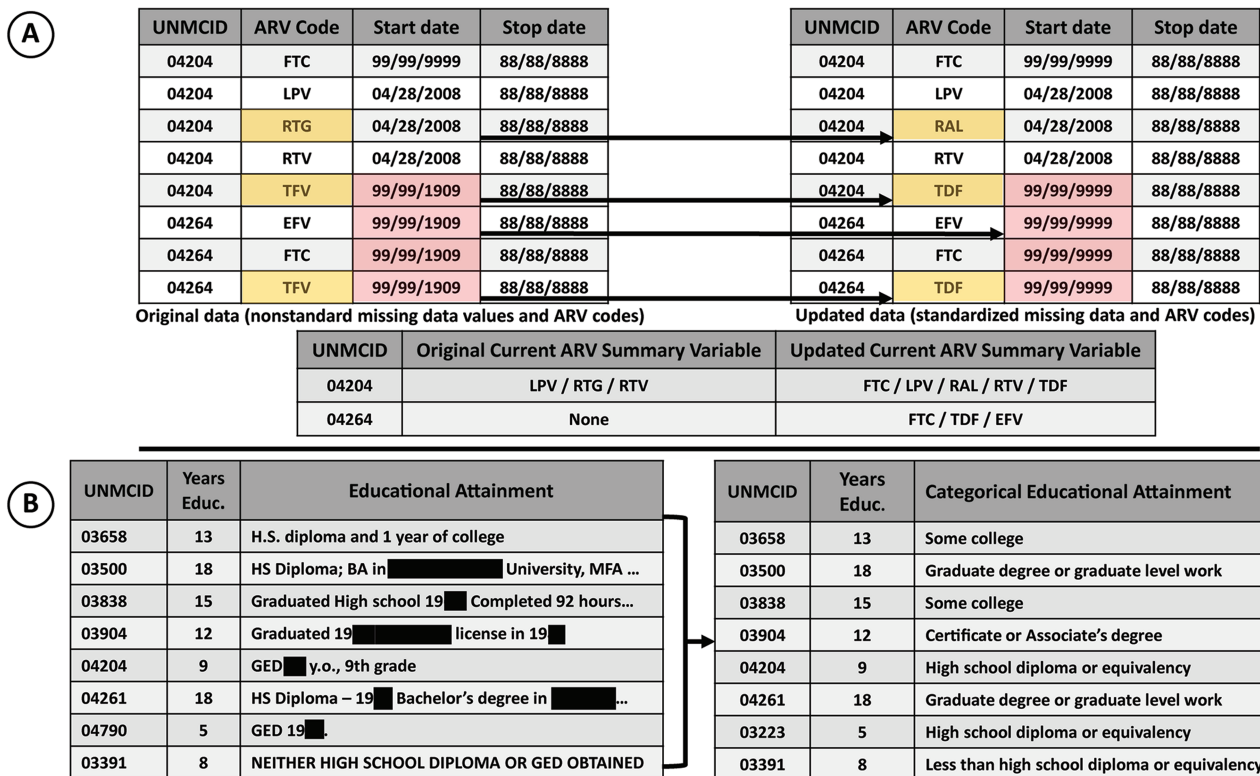 A
UNMCID ARV Code Start date Stop date
04204 FTC 99/99/9999 88/88/8888
04204 LPV 04/28/2008 88/88/8888
04204 RTG 04/28/2008 88/88/8888
04204 RTV 04/28/2008 88/88/8888
04204 TFV 99/99/1909 88/88/8888
04264 EFV 99/99/1909 88/88/8888
04264 FTC 99/99/1909 88/88/8888
04264 TFV 99/99/1909 88/88/8888
Original data (nonstandard missing data values and ARV codes)
UNMCID ARV Code Start date Stop date
04204 FTC 99/99/9999 88/88/8888
04204 LPV 04/28/2008 88/88/8888
04204 RAL 04/28/2008 88/88/8888
04204 RTV 04/28/2008 88/88/8888
04204 TDF 99/99/9999 88/88/8888
04264 EFV 99/99/9999 88/88/8888
04264 FTC 99/99/9999 88/88/8888
04264 TDF 99/99/9999 88/88/8888
Updated data (standardized missing data and ARV codes)
UNMCID Original Current ARV Summary Variable Updated Current ARV Summary Variable
04204 LPV / RTG / RTV FTC / LPV / RAL / RTV / TDF
04264 None FTC / TDF / EFV
B
UNMCID Years Educ. Educational Attainment
03658 13 H.S. diploma and 1 year of college
03500 18 HS Diploma; BA in University, MFA ...
03838 15 Graduated High school 19 Completed 92 hours...
03904 12 Graduated 19 license in 19
04204 9 GED y.o., 9th grade
04261 18 HS Diploma – 19 Bachelor's degree in ...
04790 5 GED 19 .
03391 8 NEITHER HIGH SCHOOL DIPLOMA OR GED OBTAINED
UNMCID Years Educ. Categorical Educational Attainment
03658 13 Some college
03500 18 Graduate degree or graduate level work
03838 15 Some college
03904 12 Certificate or Associate's degree
04204 9 High school diploma or equivalency
04261 18 Graduate degree or graduate level work
03223 5 High school diploma or equivalency
03391 8 Less than high school diploma or equivalency